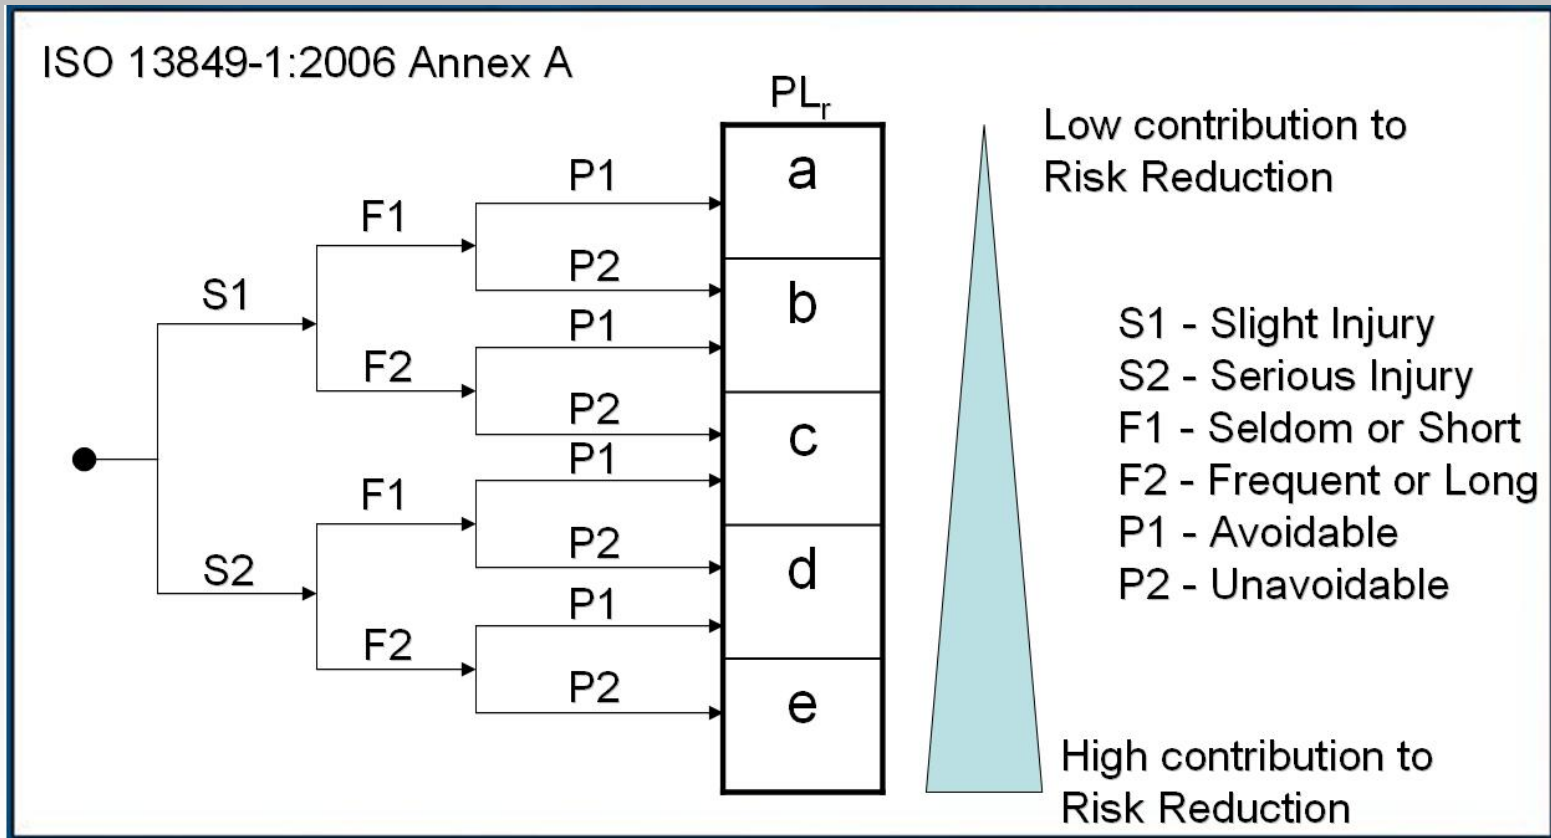 ISO 13849-1:2006 Annex A
PLr
Low contribution to
Risk Reduction
P1
a
F1
P2
S1
b
P1
F2
P2
c
P1
F1
P2
S2
d
P1
F2
P2
e
S1 - Slight Injury
S2 - Serious Injury
F1 - Seldom or Short
F2 - Frequent or Long
P1 - Avoidable
P2 - Unavoidable
High contribution to
Risk Reduction